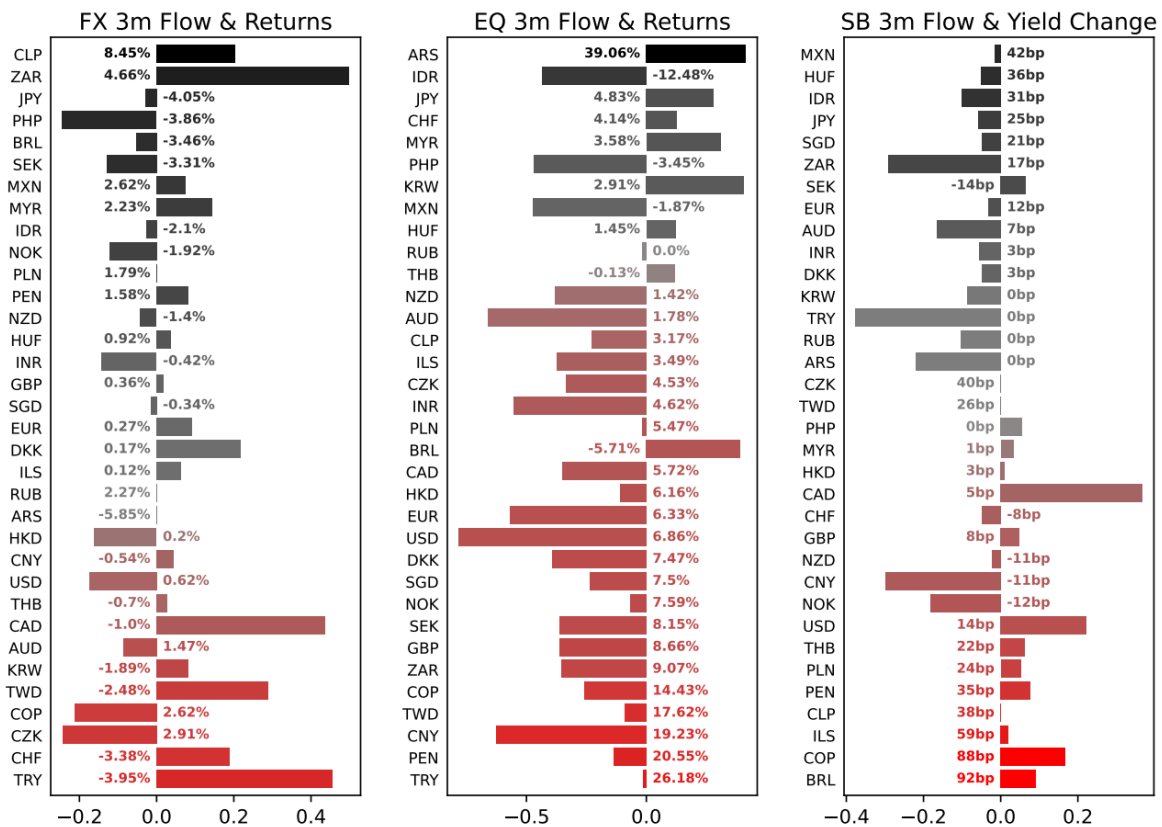 FX 3m Flow & Returns
CLP 8.45%
ZAR 4.66%
JPY -4.05%
PHP -3.86%
BRL -3.46%
SEK -3.31%
MXN 2.62%
MYR 2.23%
IDR -2.1%
NOK -1.92%
PLN 1.79%
PEN 1.58%
NZD -1.4%
HUF 0.92%
INR -0.42%
GBP 0.36%
SGD -0.34%
EUR 0.27%
DKK 0.17%
ILS 0.12%
RUB 2.27%
ARS -5.85%
HKD 0.2%
CNY -0.54%
USD 0.62%
THB -0.7%
CAD -1.0%
AUD 1.47%
KRW -1.89%
TWD -2.48%
COP 2.62%
CZK 2.91%
CHF -3.38%
TRY -3.95%
−0.2 0.0 0.2 0.4
EQ 3m Flow & Returns
ARS 39.06%
IDR -12.48%
JPY 4.83%
CHF 4.14%
MYR 3.58%
PHP -3.45%
KRW 2.91%
MXN -1.87%
HUF 1.45%
RUB 0.0%
THB -0.13%
NZD 1.42%
AUD 1.78%
CLP 3.17%
ILS 3.49%
CZK 4.53%
INR 4.62%
PLN 5.47%
BRL -5.71%
CAD 5.72%
HKD 6.16%
EUR 6.33%
USD 6.86%
DKK 7.47%
SGD 7.5%
NOK 7.59%
SEK 8.15%
GBP 8.66%
ZAR 9.07%
COP 14.43%
TWD 17.62%
CNY 19.23%
PEN 20.55%
TRY 26.18%
−0.5 0.0
SB 3m Flow & Yield Change
MXN 42bp
HUF 36bp
IDR 31bp
JPY 25bp
SGD 21bp
ZAR 17bp
SEK -14bp
EUR 12bp
AUD 7bp
INR 3bp
DKK 3bp
KRW 0bp
TRY 0bp
RUB 0bp
ARS 0bp
CZK 40bp
TWD 26bp
PHP 0bp
MYR 1bp
HKD 3bp
CAD 5bp
CHF -8bp
GBP 8bp
NZD -11bp
CNY -11bp
NOK -12bp
USD 14bp
THB 22bp
PLN 24bp
PEN 35bp
CLP 38bp
ILS 59bp
COP 88bp
BRL 92bp
−0.4 −0.2 0.0 0.2